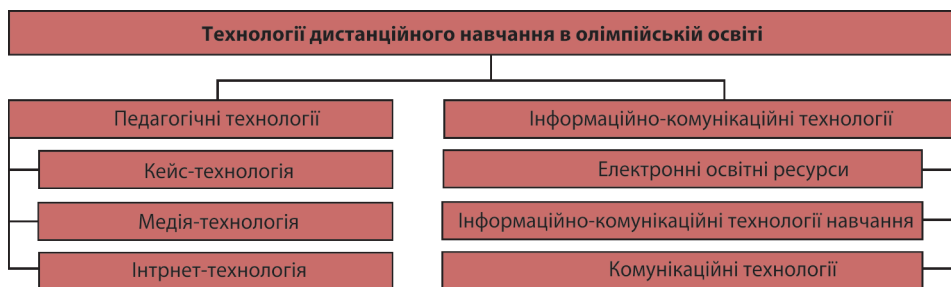 Технології дистанційного навчання в олімпійській освіті
Педагогічні технології
Кейс-технологія
Медія-технологія
Інтрнет-технологія
Інформаційно-комунікаційні технології
Електронні освітні ресурси
Інформаційно-комунікаційні технології навчання
Комунікаційні технології